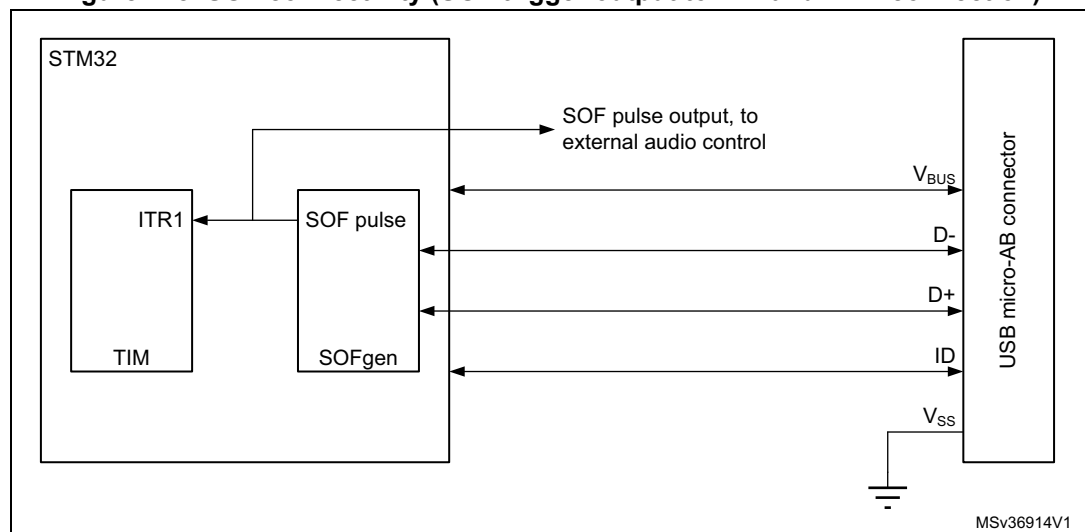 STM32
SOF pulse output, to
external audio control
VBUS
ITR1
SOF pulse
D-
D+
TIM
SOFgen
ID
VSS
USB micro-AB connector
MSv36914V1